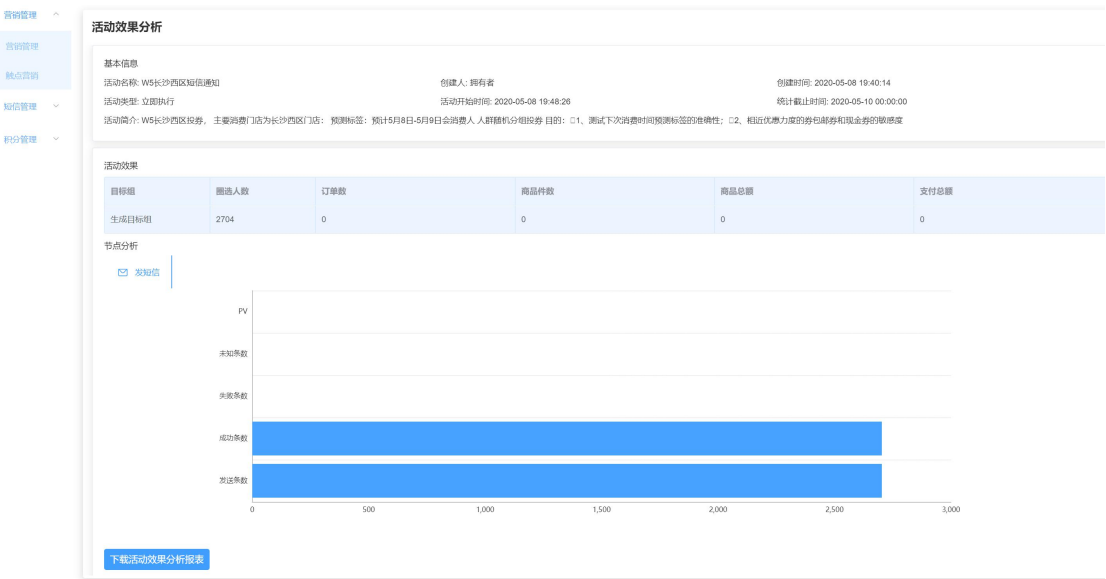 营销管理
营销管理
触点营销
短信管理
积分管理
活动效果分析
基本信息
活动名称: W5长沙西区短信通知 创建人: 拥有者 创建时间: 2020-05-08 19:40:14
活动类型: 立即执行 活动开始时间: 2020-05-08 19:48:26 统计截止时间: 2020-05-10 00:00:00
活动简介: W5长沙西区投券， 主要消费门店为长沙西区门店： 预测标签：预计5月8日-5月9日会消费人 人群随机分组投券 目的：□1、测试下次消费时间预测标签的准确性；□2、相近优惠力度的券包邮券和现金券的敏感度
活动效果
目标组 圈选人数 订单数 商品件数 商品总额 支付总额
生成目标组 2704 0 0 0 0
节点分析
发短信
PV
未知条数
失败条数
成功条数
发送条数
0 500 1,000 1,500 2,000 2,500 3,000
下载活动效果分析报表